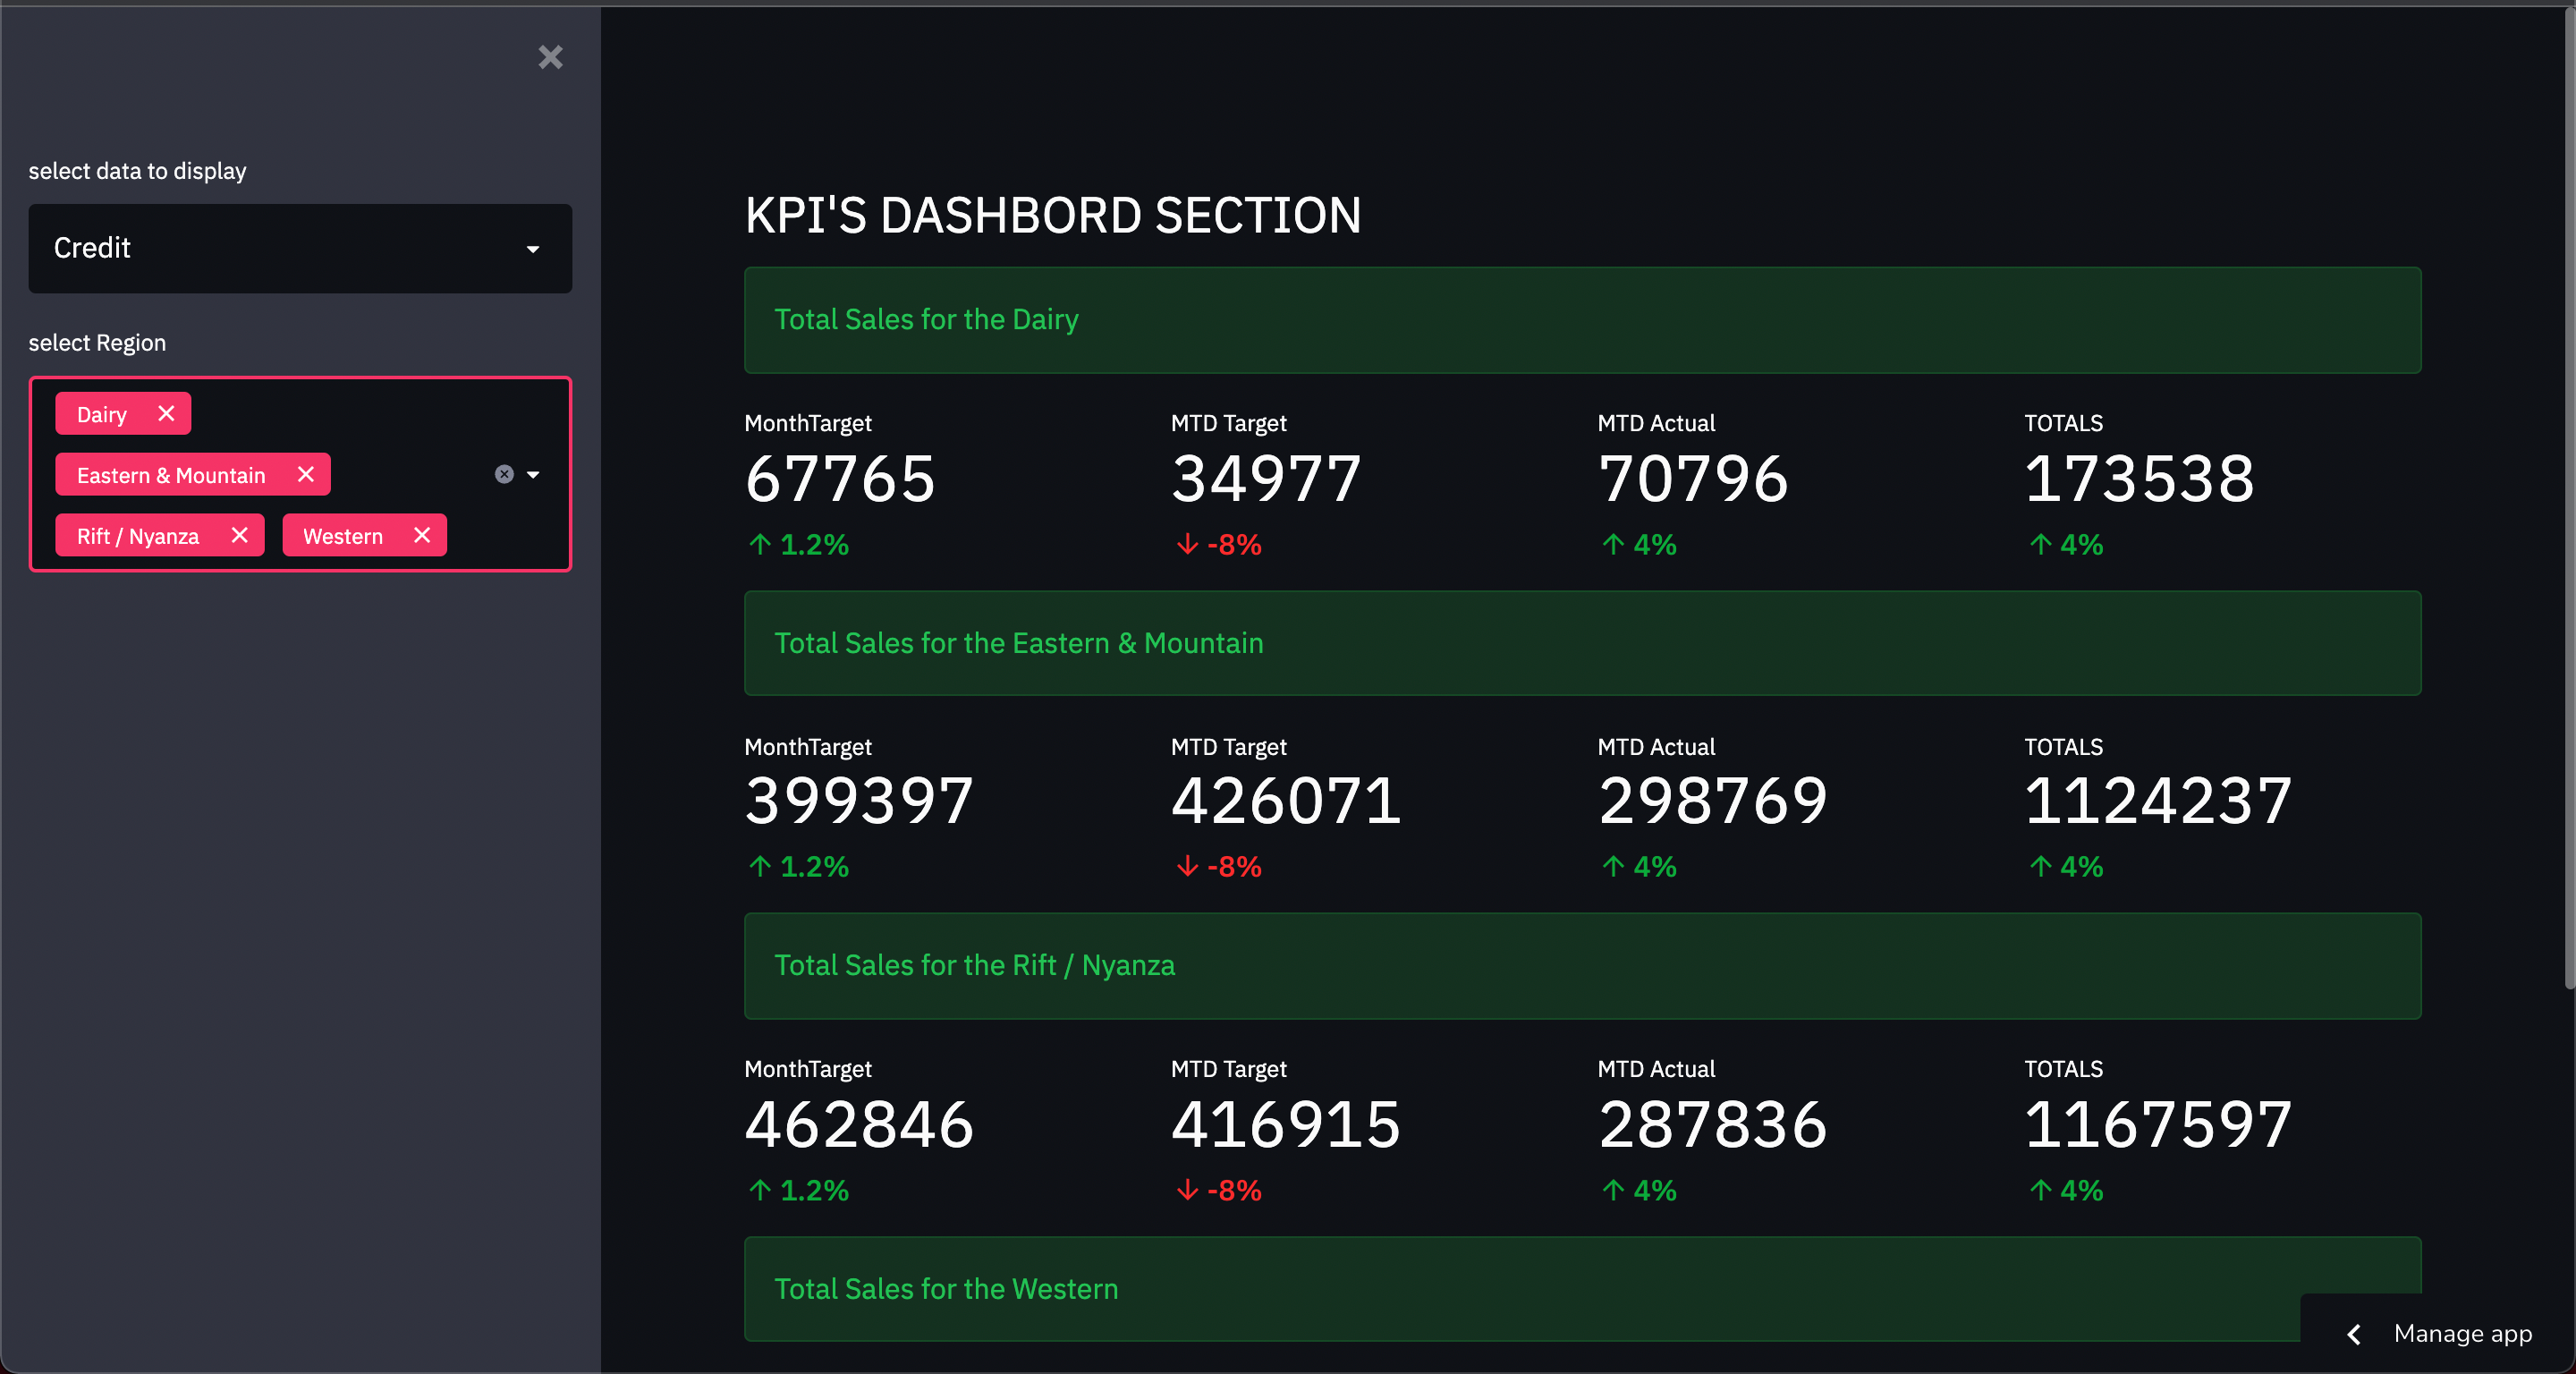 select data to display
Credit
select Region
Dairy
Eastern & Mountain
Rift / Nyanza Western
KPI'S DASHBORD SECTION
Total Sales for the Dairy
MonthTarget MTD Target MTD Actual TOTALS
67765 34977 70796 173538
↑ 1.2% ↓ -8% ↑ 4% ↑ 4%
Total Sales for the Eastern & Mountain
MonthTarget MTD Target MTD Actual TOTALS
399397 426071 298769 1124237
↑ 1.2% ↓ -8% ↑ 4% ↑ 4%
Total Sales for the Rift / Nyanza
MonthTarget MTD Target MTD Actual TOTALS
462846 416915 287836 1167597
↑ 1.2% ↓ -8% ↑ 4% ↑ 4%
Total Sales for the Western
Manage app